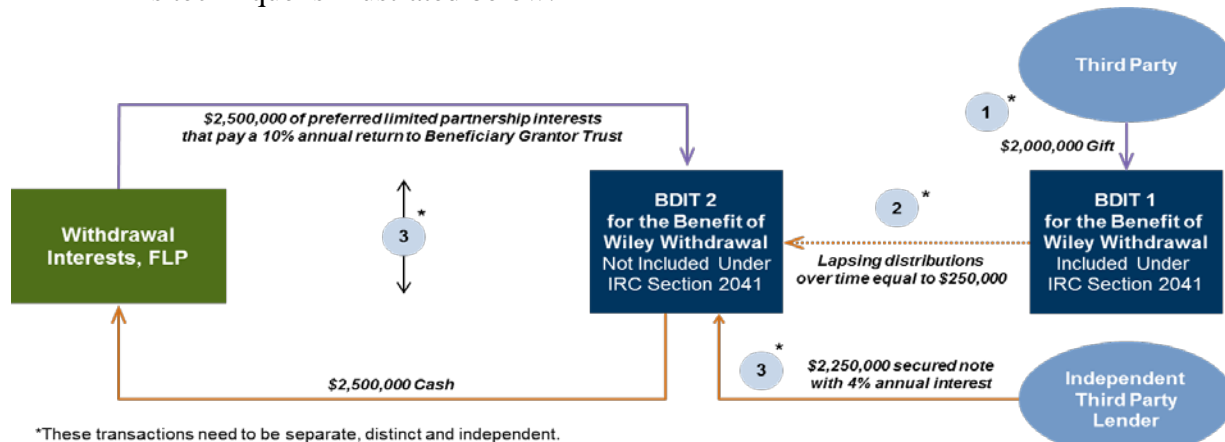 Third Party
1 *
$2,000,000 Gift
$2,500,000 of preferred limited partnership interests
that pay a 10% annual return to Beneficiary Grantor Trust
Withdrawal
Interests, FLP
3 *
BDIT 2
for the Benefit of
Wiley Withdrawal
Not Included Under
IRC Section 2041
2 *
Lapsing distributions
over time equal to $250,000
BDIT 1
for the Benefit of
Wiley Withdrawal
Included Under
IRC Section 2041
$2,500,000 Cash
3 *
$2,250,000 secured note
with 4% annual interest
Independent
Third Party
Lender
*These transactions need to be separate, distinct and independent.